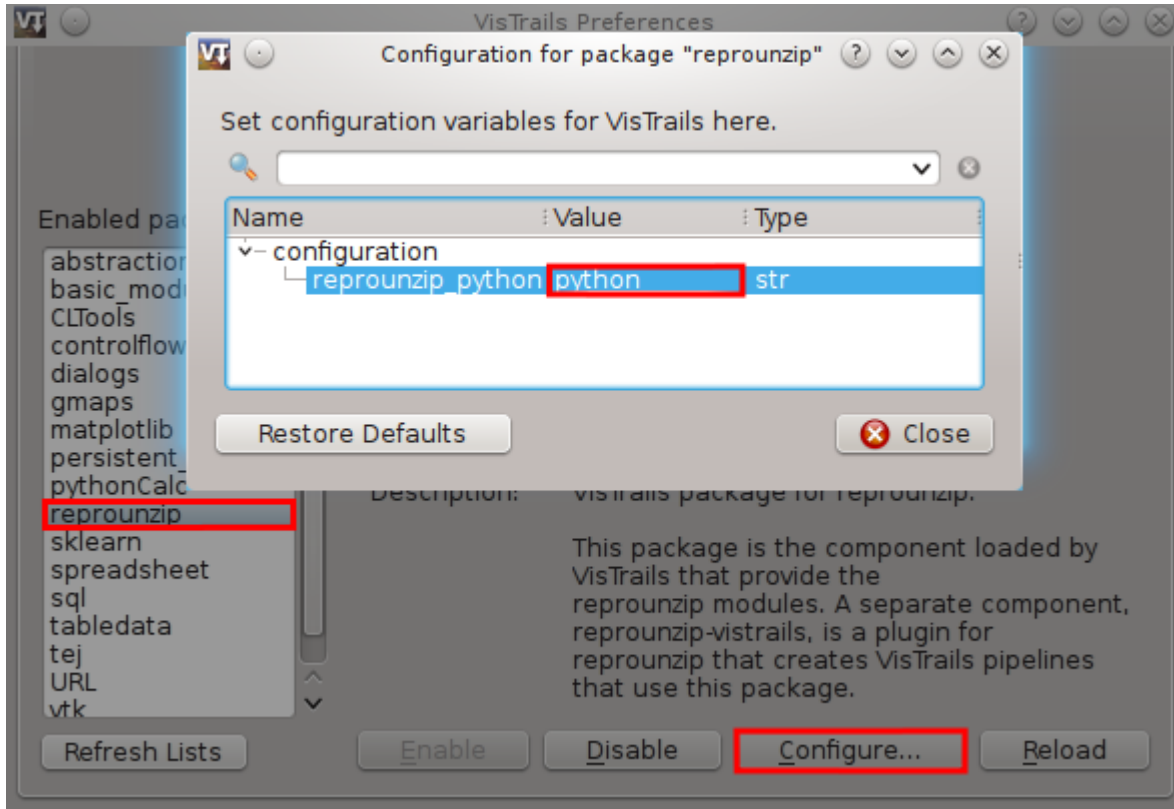 VisTrails Preferences
Configuration for package "reprounzip"
Set configuration variables for VisTrails here.
Name Value Type
configuration
reprounzip_python python str
Restore Defaults Close
Enabled pa
abstraction
basic_mod
CLTools
controlflow
dialogs
gmaps
matplotlib
persistent_
pythonCalc
reprounzip
sklearn
spreadsheet
sql
tabledata
tej
URL
vtk
Description: VisTrails package for reprounzip.
This package is the component loaded by
VisTrails that provide the
reprounzip modules. A separate component,
reprounzip-vistrails, is a plugin for
reprounzip that creates VisTrails pipelines
that use this package.
Refresh Lists Enable Disable Configure... Reload